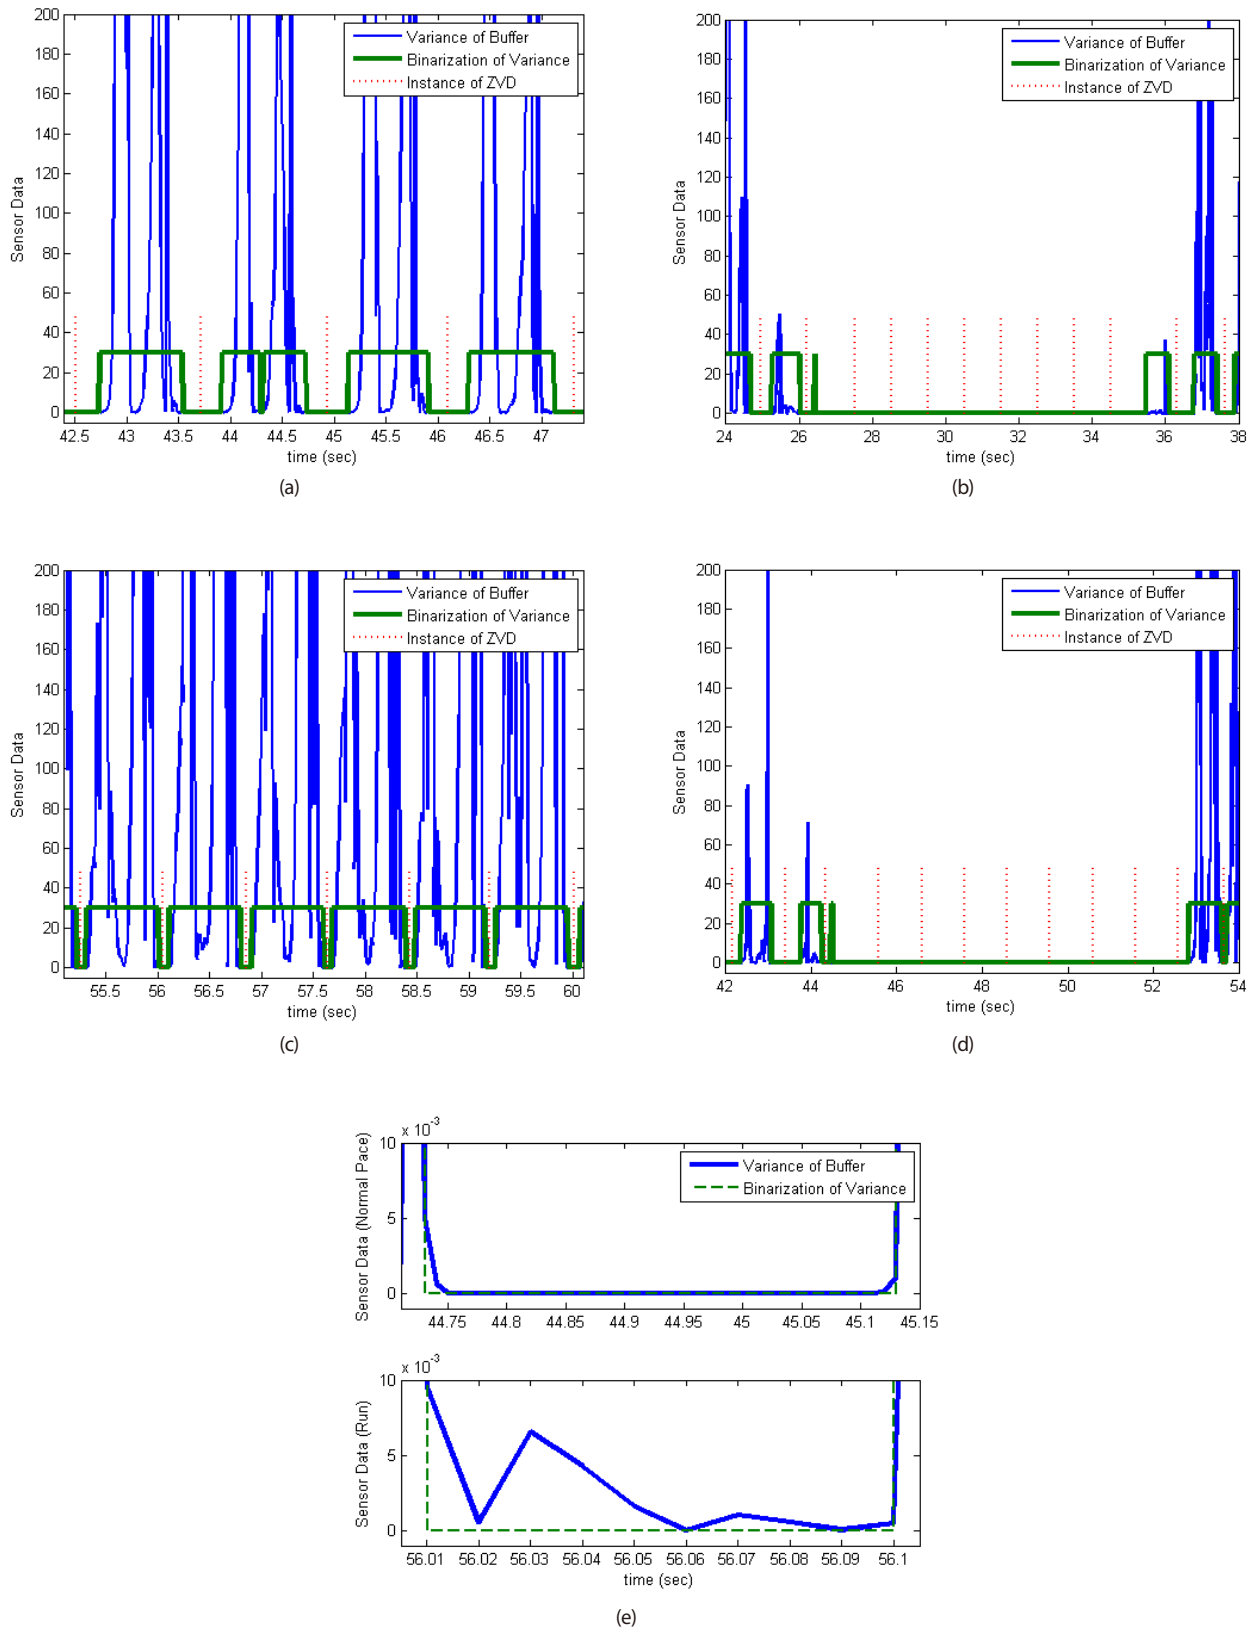 200
180
160
140
120
100
80
60
40
20
0
Sensor Data
Variance of Buffer
Binarization of Variance
Instance of ZVD
42.5 43 43.5 44 44.5 45 45.5 46 46.5 47
time (sec)
(a)
200
180
160
140
120
100
80
60
40
20
0
Sensor Data
Variance of Buffer
Binarization of Variance
Instance of ZVD
24 26 28 30 32 34 36 38
time (sec)
(b)
200
180
160
140
120
100
80
60
40
20
0
Sensor Data
Variance of Buffer
Binarization of Variance
Instance of ZVD
55.5 56 56.5 57 57.5 58 58.5 59 59.5 60
time (sec)
(c)
200
180
160
140
120
100
80
60
40
20
0
Sensor Data
Variance of Buffer
Binarization of Variance
Instance of ZVD
42 44 46 48 50 52 54
time (sec)
(d)
x 10⁻³
10
5
0
Sensor Data (Normal Pace)
Variance of Buffer
Binarization of Variance
44.75 44.8 44.85 44.9 44.95 45 45.05 45.1 45.15
x 10⁻³
10
5
0
Sensor Data (Run)
56.01 56.02 56.03 56.04 56.05 56.06 56.07 56.08 56.09 56.1
time (sec)
(e)